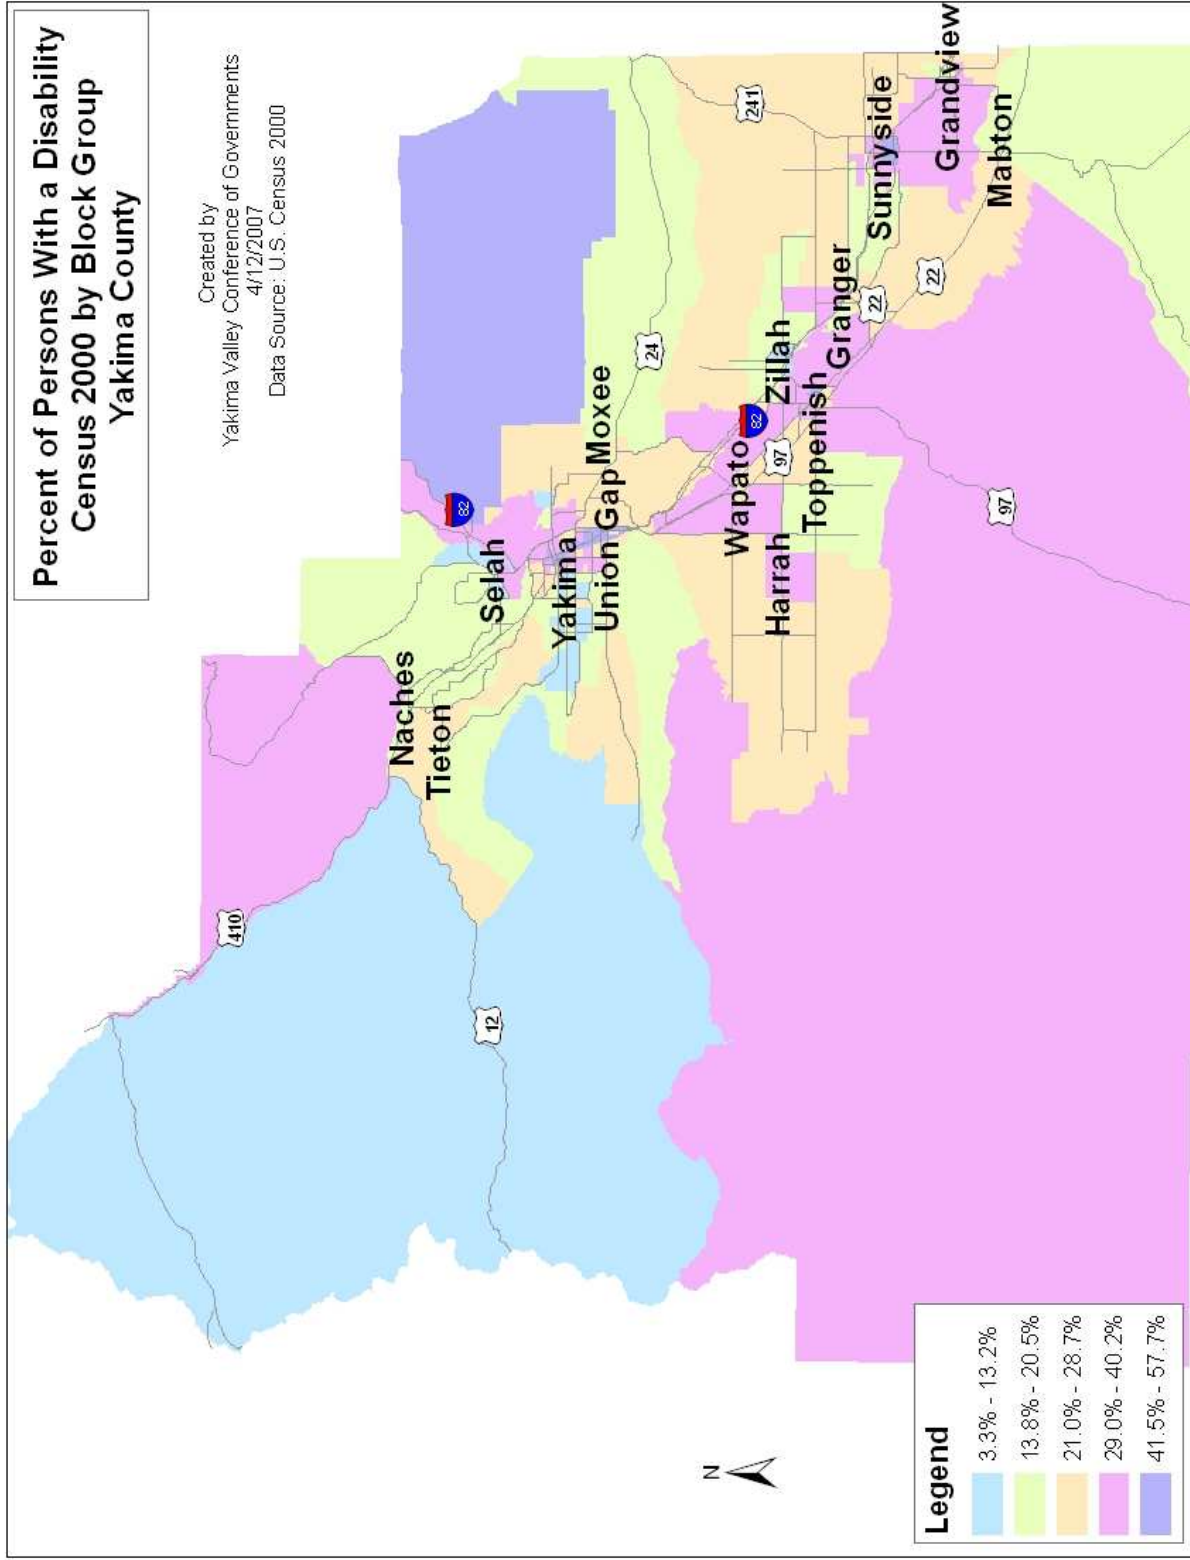 Percent of Persons With a Disability
Census 2000 by Block Group
Yakima County
Created by
Yakima Valley Conference of Governments
4/12/2007
Data Source: U.S. Census 2000
410
12
82
Naches
Tieton
Selah
Yakima
Union Gap
Moxee
24
241
Wapato
82
97
Harrah
Toppenish
Zillah
Granger
22
22
Sunnyside
Grandview
Mabton
97
N
Legend
3.3% - 13.2%
13.8% - 20.5%
21.0% - 28.7%
29.0% - 40.2%
41.5% - 57.7%